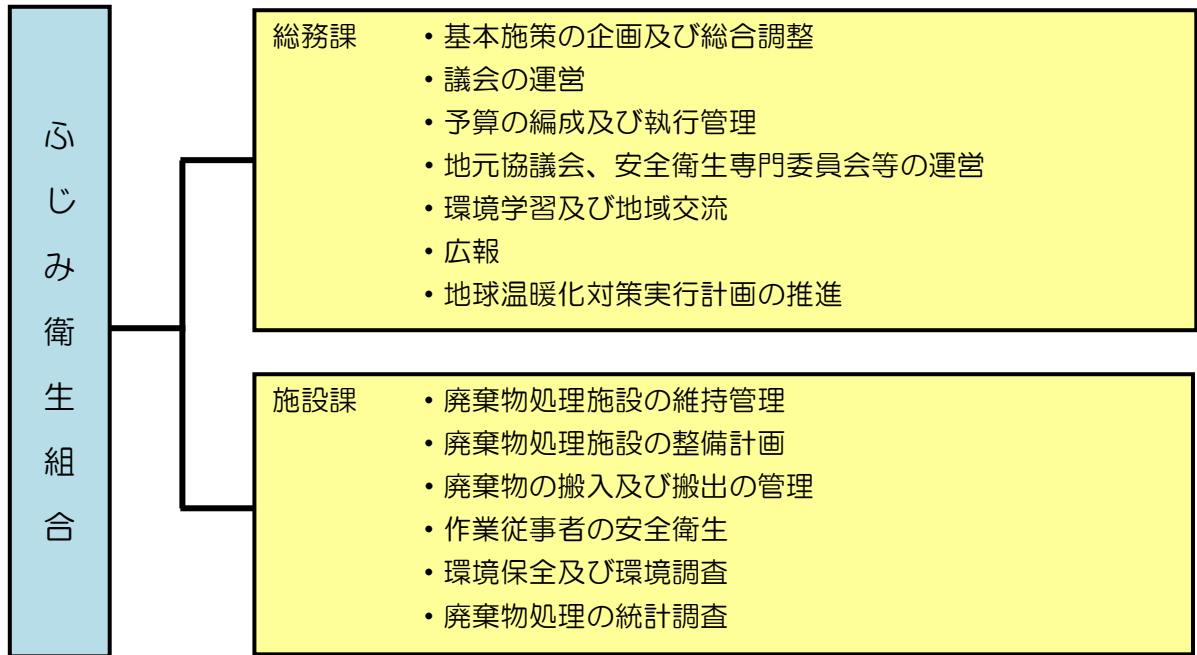 ふじみ衛生組合
総務課 ・基本施策の企画及び総合調整
・議会の運営
・予算の編成及び執行管理
・地元協議会、安全衛生専門委員会等の運営
・環境学習及び地域交流
・広報
・地球温暖化対策実行計画の推進
施設課 ・廃棄物処理施設の維持管理
・廃棄物処理施設の整備計画
・廃棄物の搬入及び搬出の管理
・作業従事者の安全衛生
・環境保全及び環境調査
・廃棄物処理の統計調査